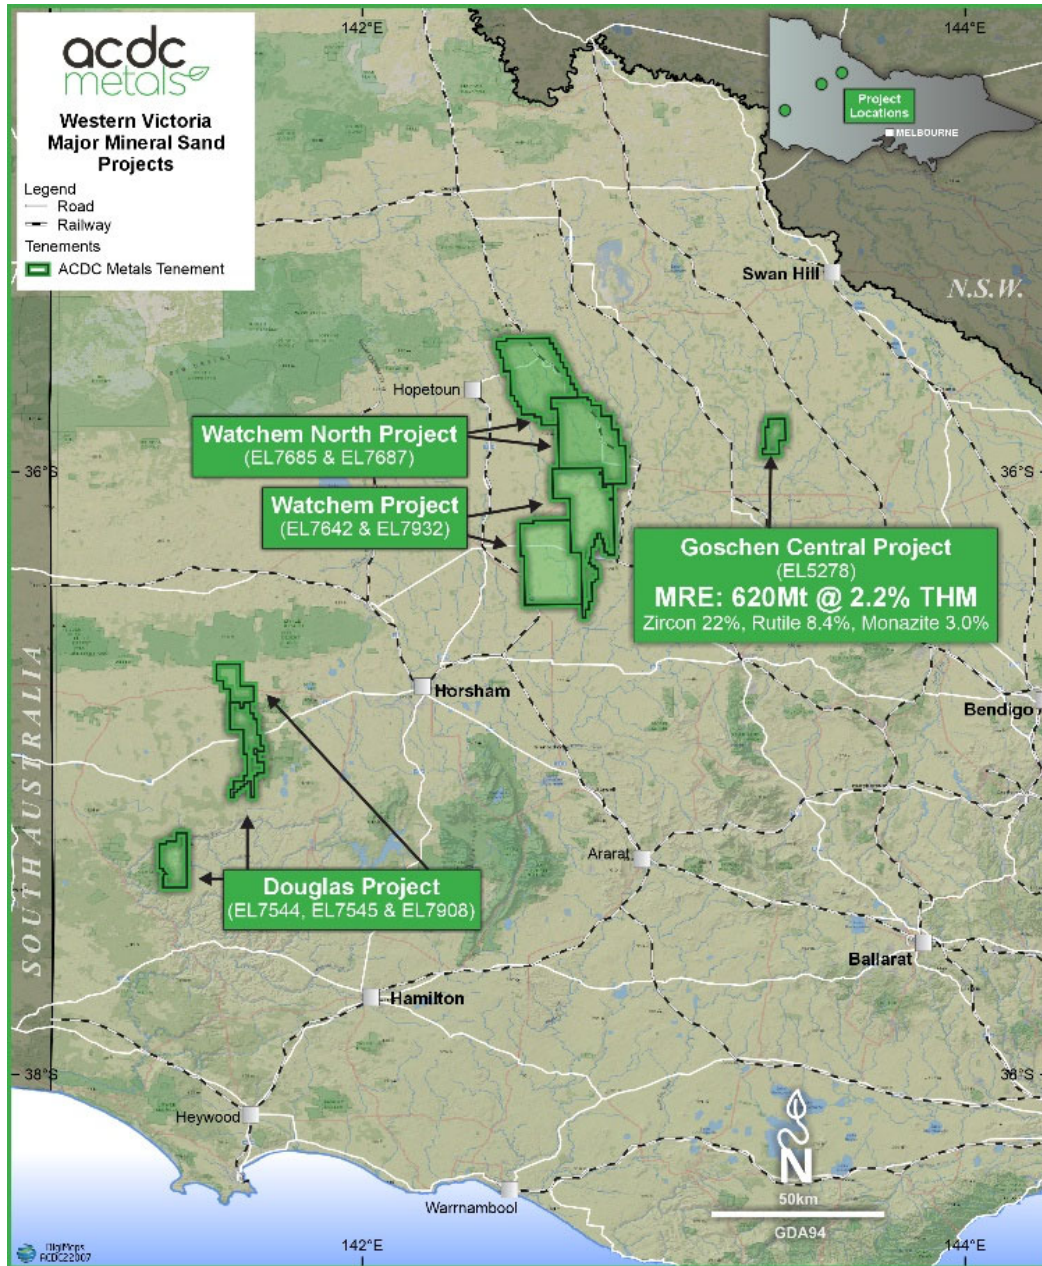 acdc
metals
Western Victoria
Major Mineral Sand
Projects
Legend
Road
Railway
Tenements
ACDC Metals Tenement
142°E
144°E
Project
Locations
MELBOURNE
Swan Hill
N.S.W.
Hopetoun
Watchem North Project
(EL7685 & EL7687)
36°S
36°S
Watchem Project
(EL7642 & EL7932)
Goschen Central Project
(EL5278)
MRE: 620Mt @ 2.2% THM
Zircon 22%, Rutile 8.4%, Monazite 3.0%
SOUTH AUSTRALIA
Horsham
Bendigo
Ararat
Douglas Project
(EL7544, EL7545 & EL7908)
Ballarat
Hamilton
38°S
38°S
Heywood
Warrnambool
N
50km
GDA94
DigiMaps
ACDC22007
142°E
144°E